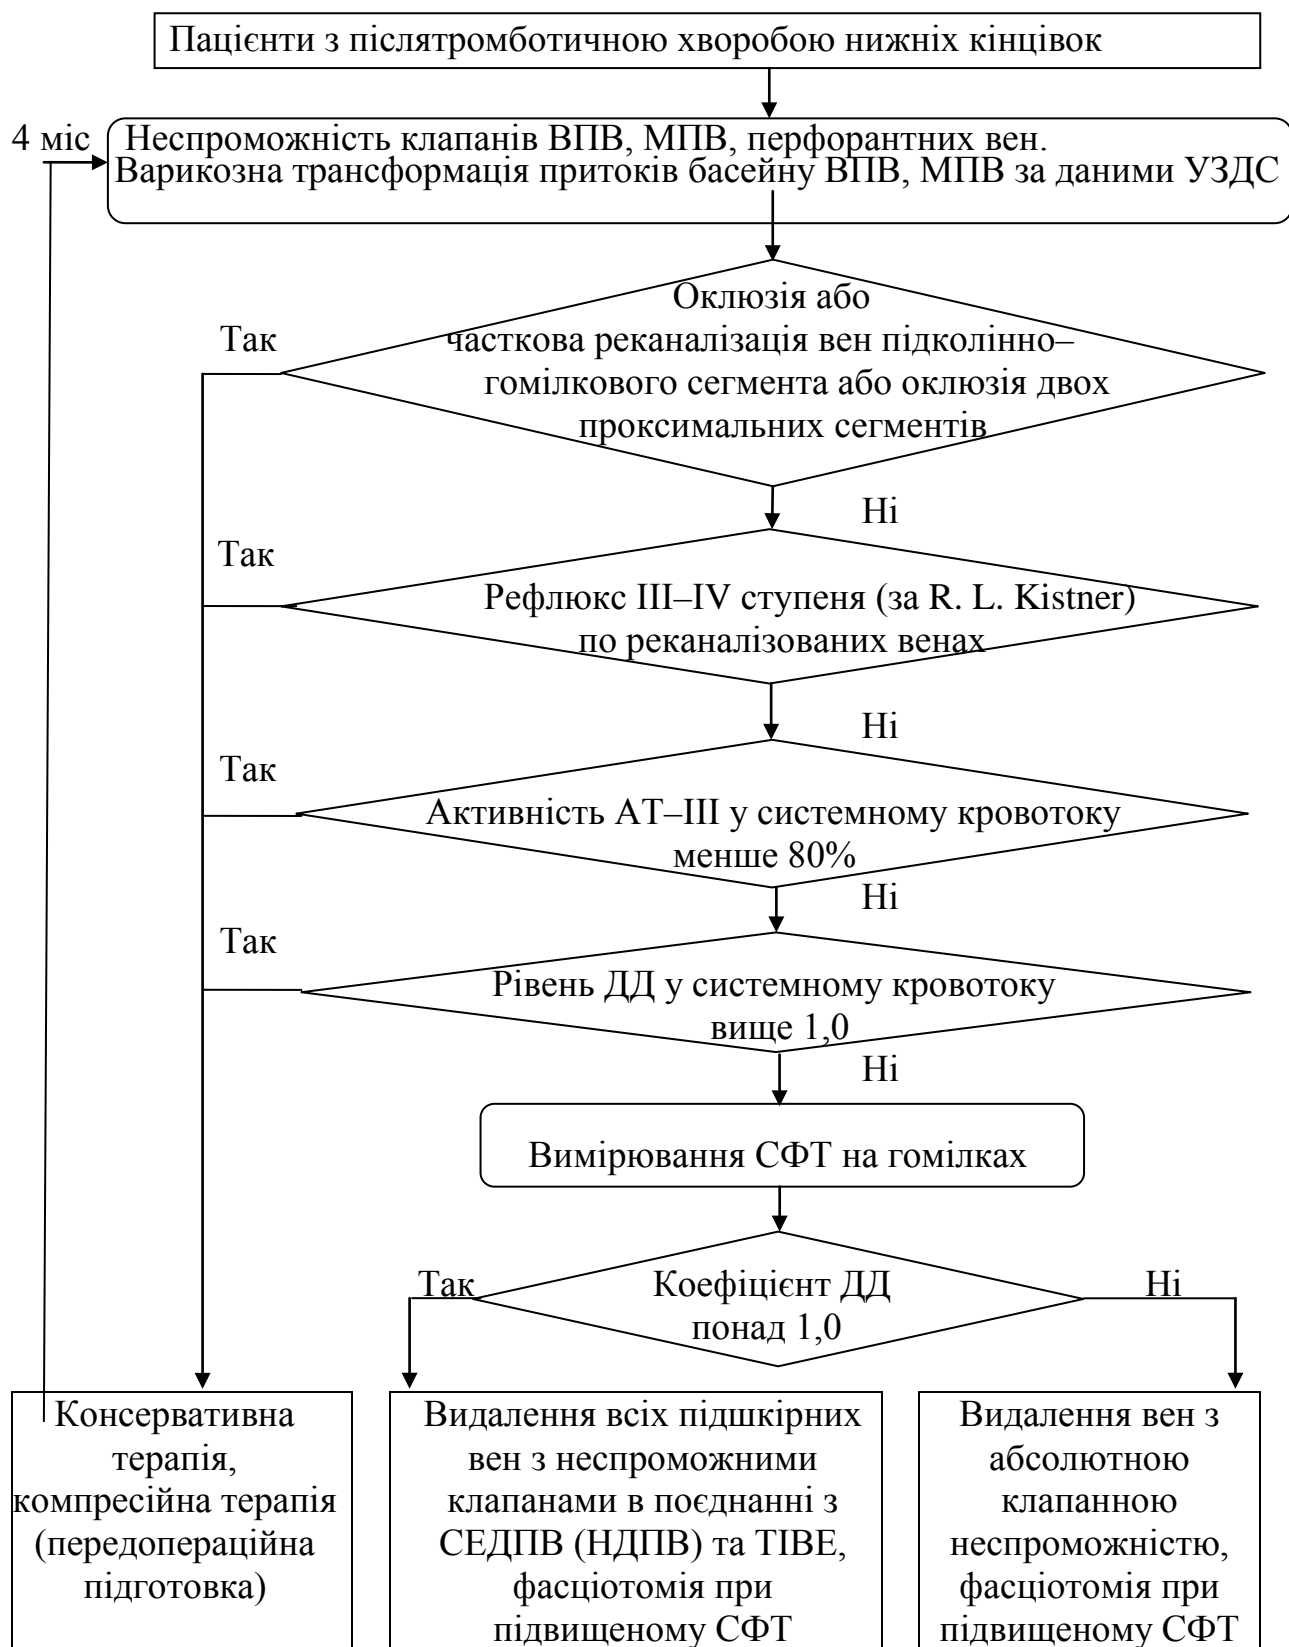 Пацієнти з післятромботичною хворобою нижніх кінцівок
4 міс
Неспроможність клапанів ВПВ, МПВ, перфорантних вен.
Варикозна трансформація притоків басейну ВПВ, МПВ за даними УЗДС
Оклюзія або
часткова реканалізація вен підколінно–
гомілкового сегмента або оклюзія двох
проксимальних сегментів
Так
Ні
Так
Рефлюкс III–IV ступеня (за R. L. Kistner)
по реканалізованих венах
Ні
Так
Активність АТ–III у системному кровотоку
менше 80%
Ні
Так
Рівень ДД у системному кровотоку
вище 1,0
Ні
Вимірювання СФТ на гомілках
Так
Коефіцієнт ДД
понад 1,0
Ні
Консервативна
терапія,
компресійна терапія
(передопераційна
підготовка)
Видалення всіх підшкірних
вен з неспроможними
клапанами в поєднанні з
СЕДПВ (НДПВ) та ТІВЕ,
фасціотомія при
підвищеному СФТ
Видалення вен з
абсолютною
клапанною
неспроможністю,
фасціотомія при
підвищеному СФТ